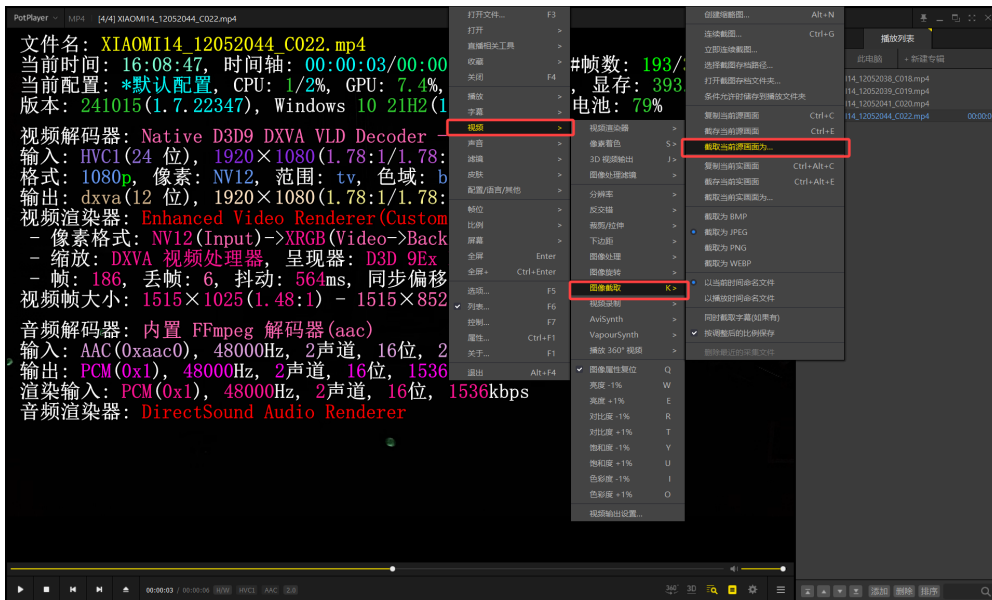 PotPlayer MP4 [4/4] XIAOMI14_12052044_C022.mp4
文件名: XIAOMI14_12052044_C022.mp4
当前时间: 16:08:47, 时间轴: 00:00:03/00:00 #帧数: 193/
当前配置: *默认配置, CPU: 1/2%, GPU: 7.4%, , 显存: 393.
版本: 241015(1.7.22347), Windows 10 21H2(1 电池: 79%
视频解码器: Native D3D9 DXVA VLD Decoder -
输入: HVC1(24 位), 1920×1080(1.78:1/1.78:
格式: 1080p, 像素: NV12, 范围: tv, 色域: b
输出: dxva(12 位), 1920×1080(1.78:1/1.78:
视频渲染器: Enhanced Video Renderer(Custom
- 像素格式: NV12(Input)->XRGB(Video->Back
- 缩放: DXVA 视频处理器, 呈现器: D3D 9Ex
- 帧: 186, 丢帧: 6, 抖动: 564ms, 同步偏移
视频帧大小: 1515×1025(1.48:1) - 1515×852
音频解码器: 内置 FFmpeg 解码器(aac)
输入: AAC(0xaac0), 48000Hz, 2声道, 16位, 2
输出: PCM(0x1), 48000Hz, 2声道, 16位, 1536
渲染输入: PCM(0x1), 48000Hz, 2声道, 16位, 1536kbps
音频渲染器: DirectSound Audio Renderer
打开文件... F3
打开 >
直播相关工具 >
收藏 >
关闭 F4
播放 >
字幕 >
视频 >
声音 >
滤镜 >
皮肤 >
配置/语言/其他 >
帧位 >
比例 >
屏幕 >
全屏 Enter
全屏+ Ctrl+Enter
选项... F5
列表... F6
控制... F7
属性... Ctrl+F1
关于... F1
退出 Alt+F4
视频渲染器 >
像素着色 S>
3D 视频输出 J>
图像处理滤镜 >
分辨率 >
反交错 >
裁剪/拉伸 >
下边距 >
图像处理 >
图像旋转 >
图像截取 K>
视频录制 >
AviSynth >
VapourSynth >
播放 360° 视频 >
图像属性复位 Q
亮度 -1% W
亮度 +1% E
对比度 -1% R
对比度 +1% T
饱和度 -1% Y
饱和度 +1% U
色彩度 -1% I
色彩度 +1% O
视频输出设置...
创建缩略图... Alt+N
连续截图... Ctrl+G
立即连续截图...
选择截图存档路径...
打开截图存档文件夹...
条件允许时储存到播放文件夹
复制当前源画面 Ctrl+C
截存当前源画面 Ctrl+E
截取当前源画面为...
复制当前实画面 Ctrl+Alt+C
截存当前实画面 Ctrl+Alt+E
截取当前实画面为...
截取为 BMP
截取为 JPEG
截取为 PNG
截取为 WEBP
以当前时间命名文件
以播放时间命名文件
同时截取字幕(如果有)
按调整后的比例保存
删除最近的采集文件
播放列表
此电脑 + 新建专辑
I14_12052038_C018.mp4
I14_12052039_C019.mp4
I14_12052041_C020.mp4
I14_12052044_C022.mp4 00:00:0
00:00:03 / 00:00:06 H/W HVC1 AAC 2.0
360° 3D
添加 删除 排序